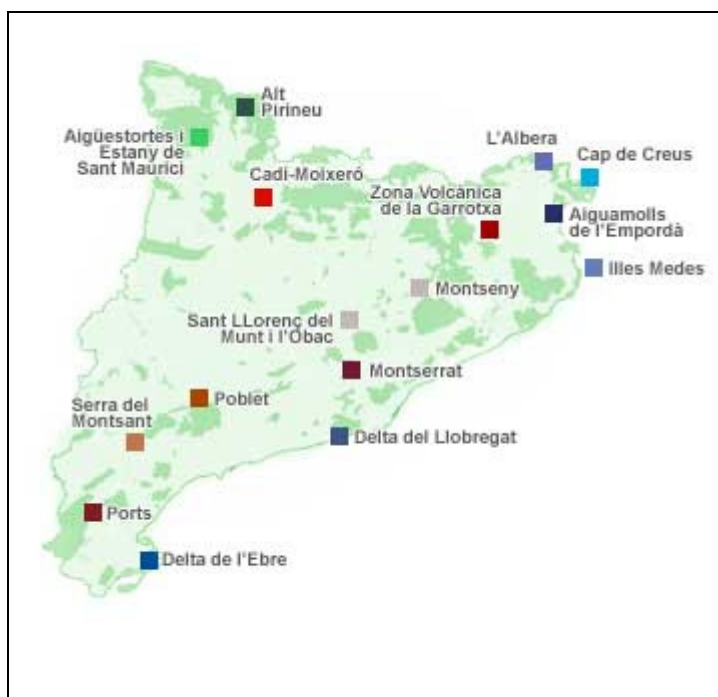 Alt
Pirineu
Aigüestortes i
Estany de
Sant Maurici
L'Albera
Cap de Creus
Cadí-Moixeró
Zona Volcànica
de la Garrotxa
Aiguamolls
de l'Empordà
Illes Medes
Montseny
Sant LLorenç del
Munt i l'Obac
Montserrat
Poblet
Serra del
Montsant
Delta del Llobregat
Ports
Delta de l'Ebre